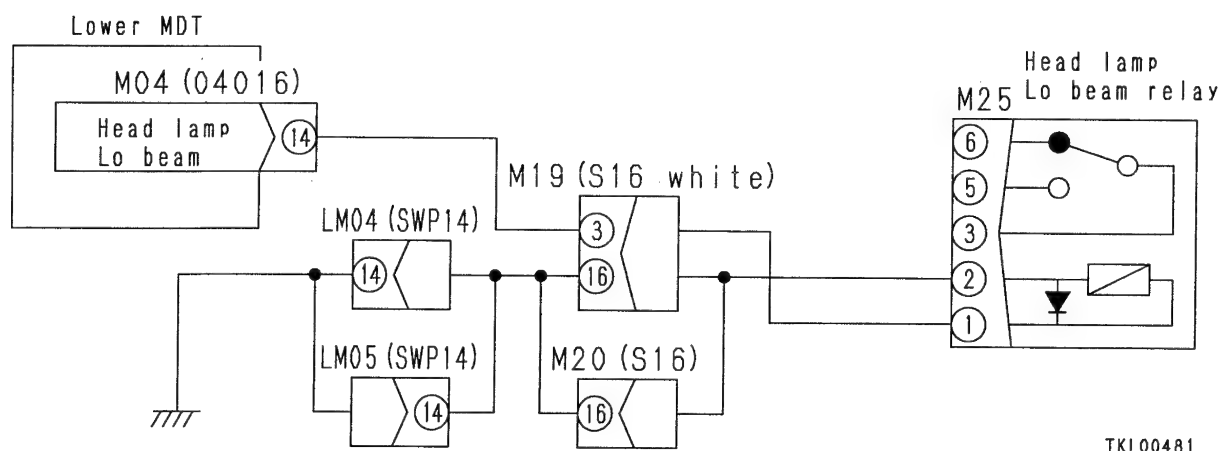 Lower MDT
M04 (04016)
Head lamp
Lo beam
14
Head lamp
Lo beam relay
M25
6
5
3
2
1
M19 (S16 white)
3
16
LM04 (SWP14)
14
LM05 (SWP14)
14
M20 (S16)
16
TKL00481